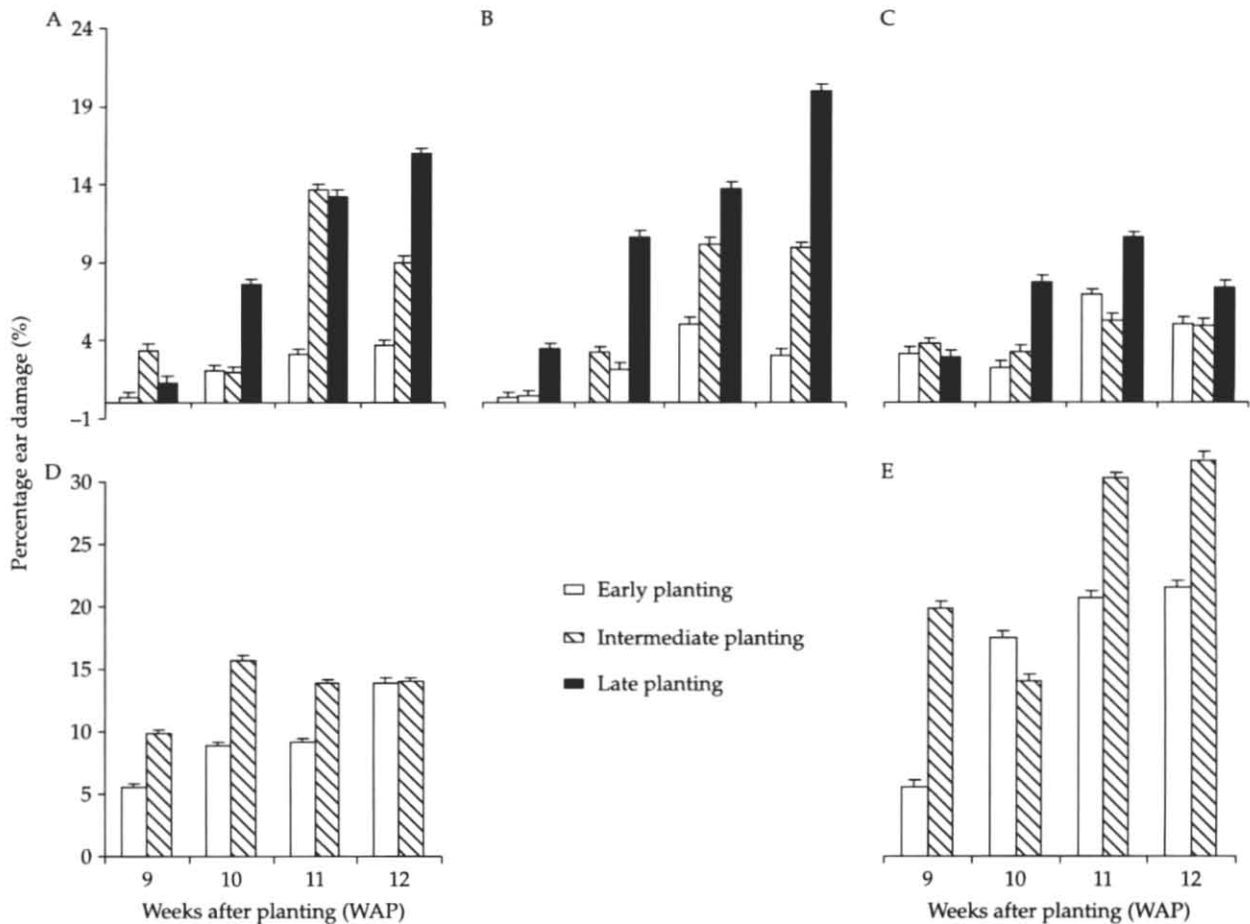 A
B
C
24
19
14
9
4
−1
Percentage ear damage (%)
D
E
30
25
20
15
10
5
0
Early planting
Intermediate planting
Late planting
9 10 11 12
9 10 11 12
Weeks after planting (WAP)
Weeks after planting (WAP)